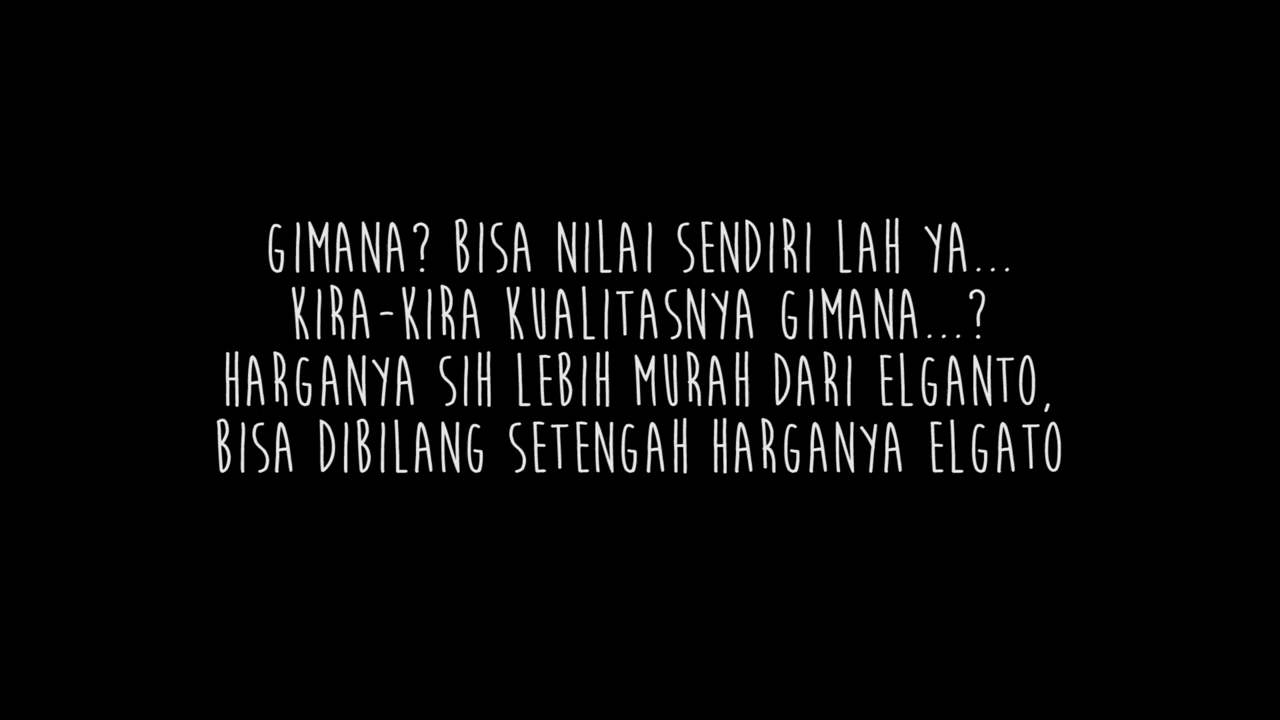 GIMANA? BISA NILAI SENDIRI LAH YA...
KIRA-KIRA KUALITASNYA GIMANA...?
HARGANYA SIH LEBIH MURAH DARI ELGANTO,
BISA DIBILANG SETENGAH HARGANYA ELGATO